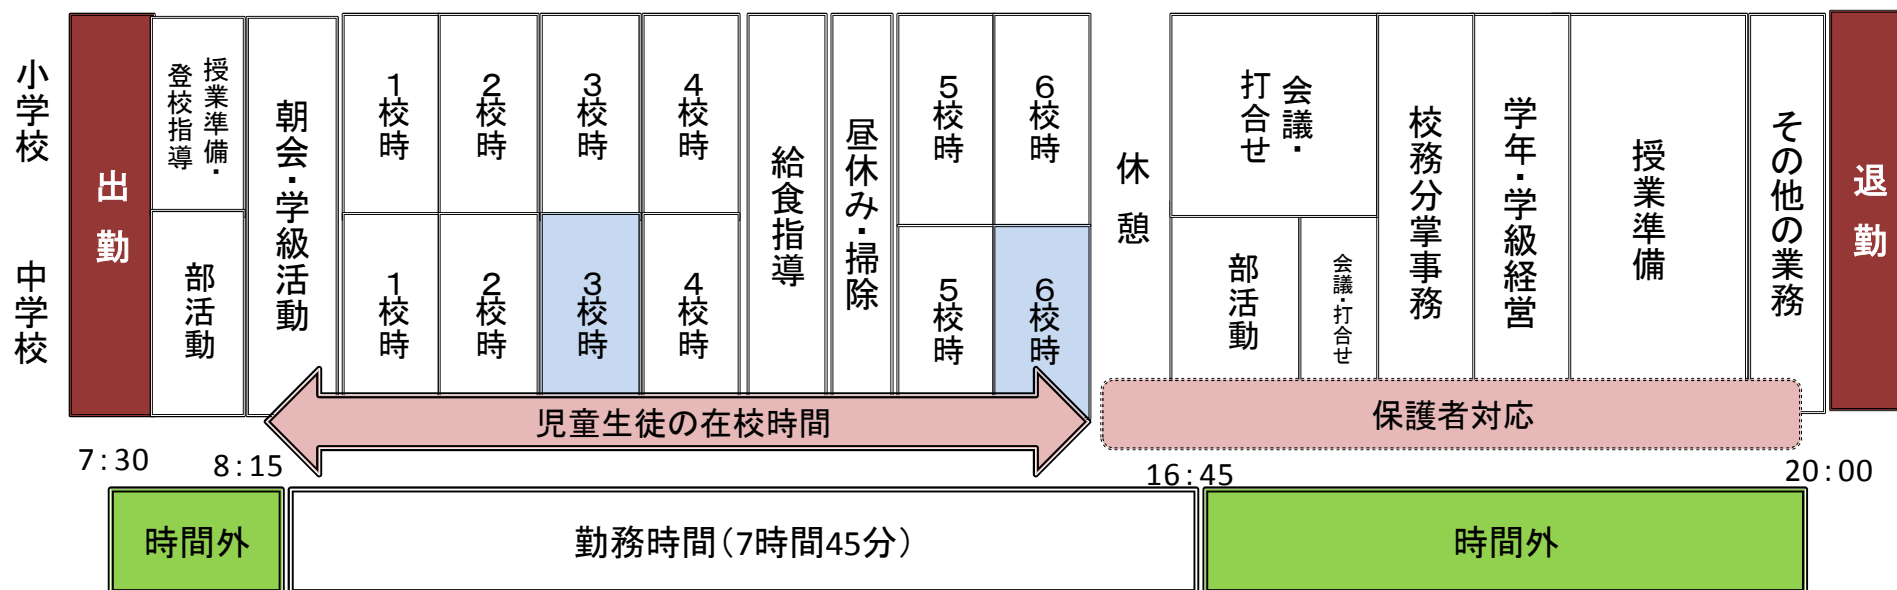 小学校
中学校
出勤
授業準備・
登校指導
部活動
朝会・学級活動
1校時
2校時
3校時
4校時
1校時
2校時
3校時
4校時
給食指導
昼休み・掃除
5校時
6校時
5校時
6校時
休憩
会議・
打合せ
部活動
会議・打合せ
校務分掌事務
学年・学級経営
授業準備
その他の業務
退勤
児童生徒の在校時間
保護者対応
7:30
8:15
16:45
20:00
時間外
勤務時間(7時間45分)
時間外